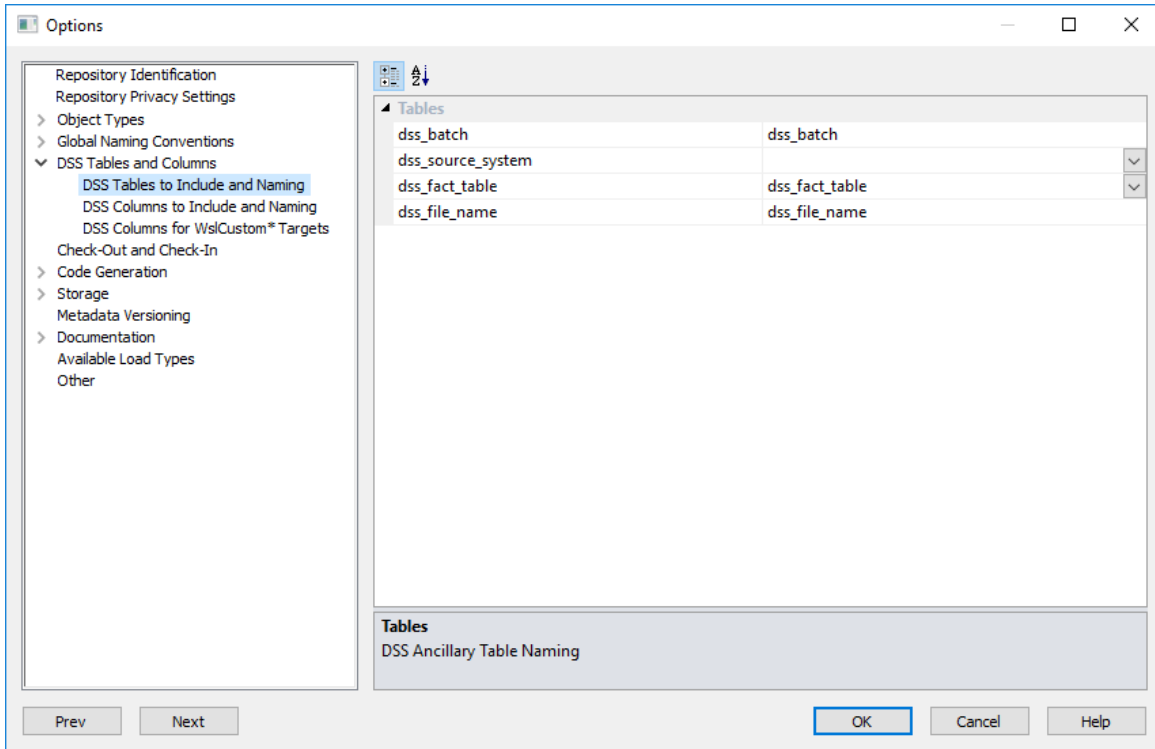 Options
Repository Identification
Repository Privacy Settings
Object Types
Global Naming Conventions
DSS Tables and Columns
DSS Tables to Include and Naming
DSS Columns to Include and Naming
DSS Columns for WslCustom* Targets
Check-Out and Check-In
Code Generation
Storage
Metadata Versioning
Documentation
Available Load Types
Other
Tables
dss_batch dss_batch
dss_source_system
dss_fact_table dss_fact_table
dss_file_name dss_file_name
Tables
DSS Ancillary Table Naming
Prev Next OK Cancel Help